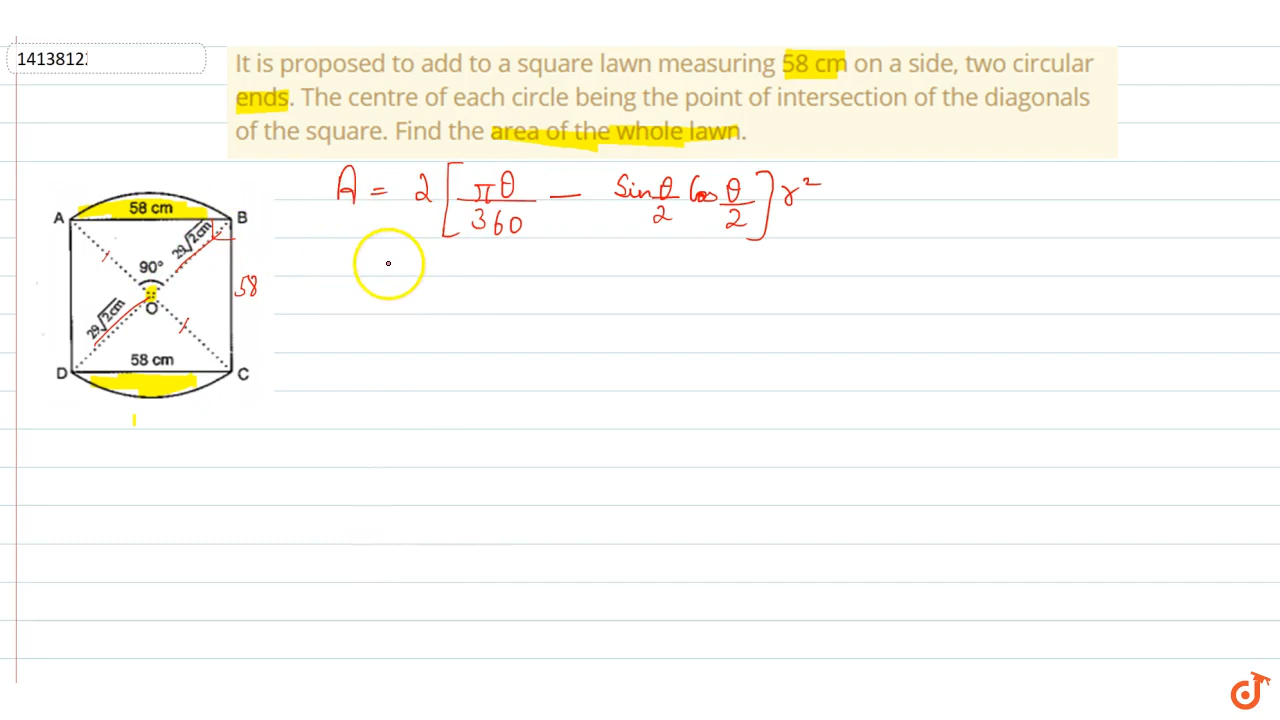 1413812
It is proposed to add to a square lawn measuring 58 cm on a side, two circular
ends. The centre of each circle being the point of intersection of the diagonals
of the square. Find the area of the whole lawn.
A = 2 [ πθ/360 - Sin θ/2 Cos θ/2 ] r²
58 cm
A B
29√2cm
90°
58
O
29√2cm
58 cm
D C